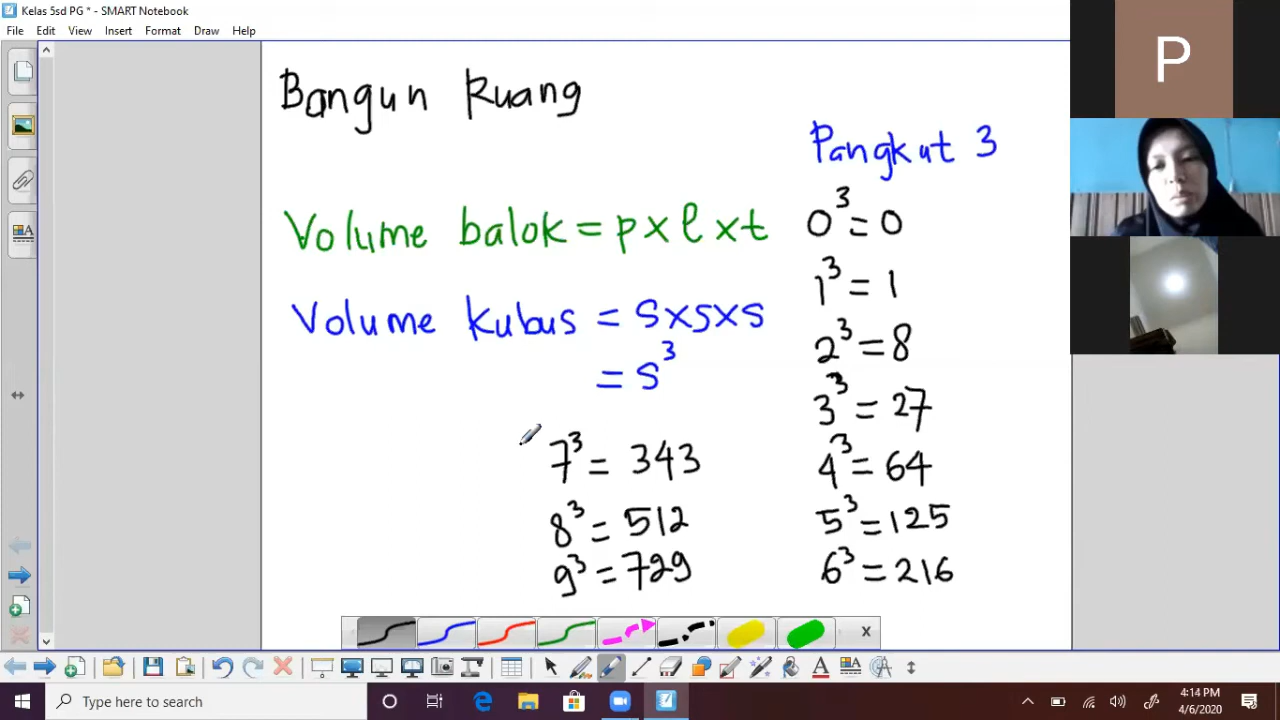 Kelas 5sd PG * - SMART Notebook
File Edit View Insert Format Draw Help
Bangun Ruang
Volume balok = p x l x t
Volume kubus = s x s x s
= s³
7³ = 343
8³ = 512
9³ = 729
Pangkat 3
0³ = 0
1³ = 1
2³ = 8
3³ = 27
4³ = 64
5³ = 125
6³ = 216
P
x
Type here to search
4:14 PM
4/6/2020